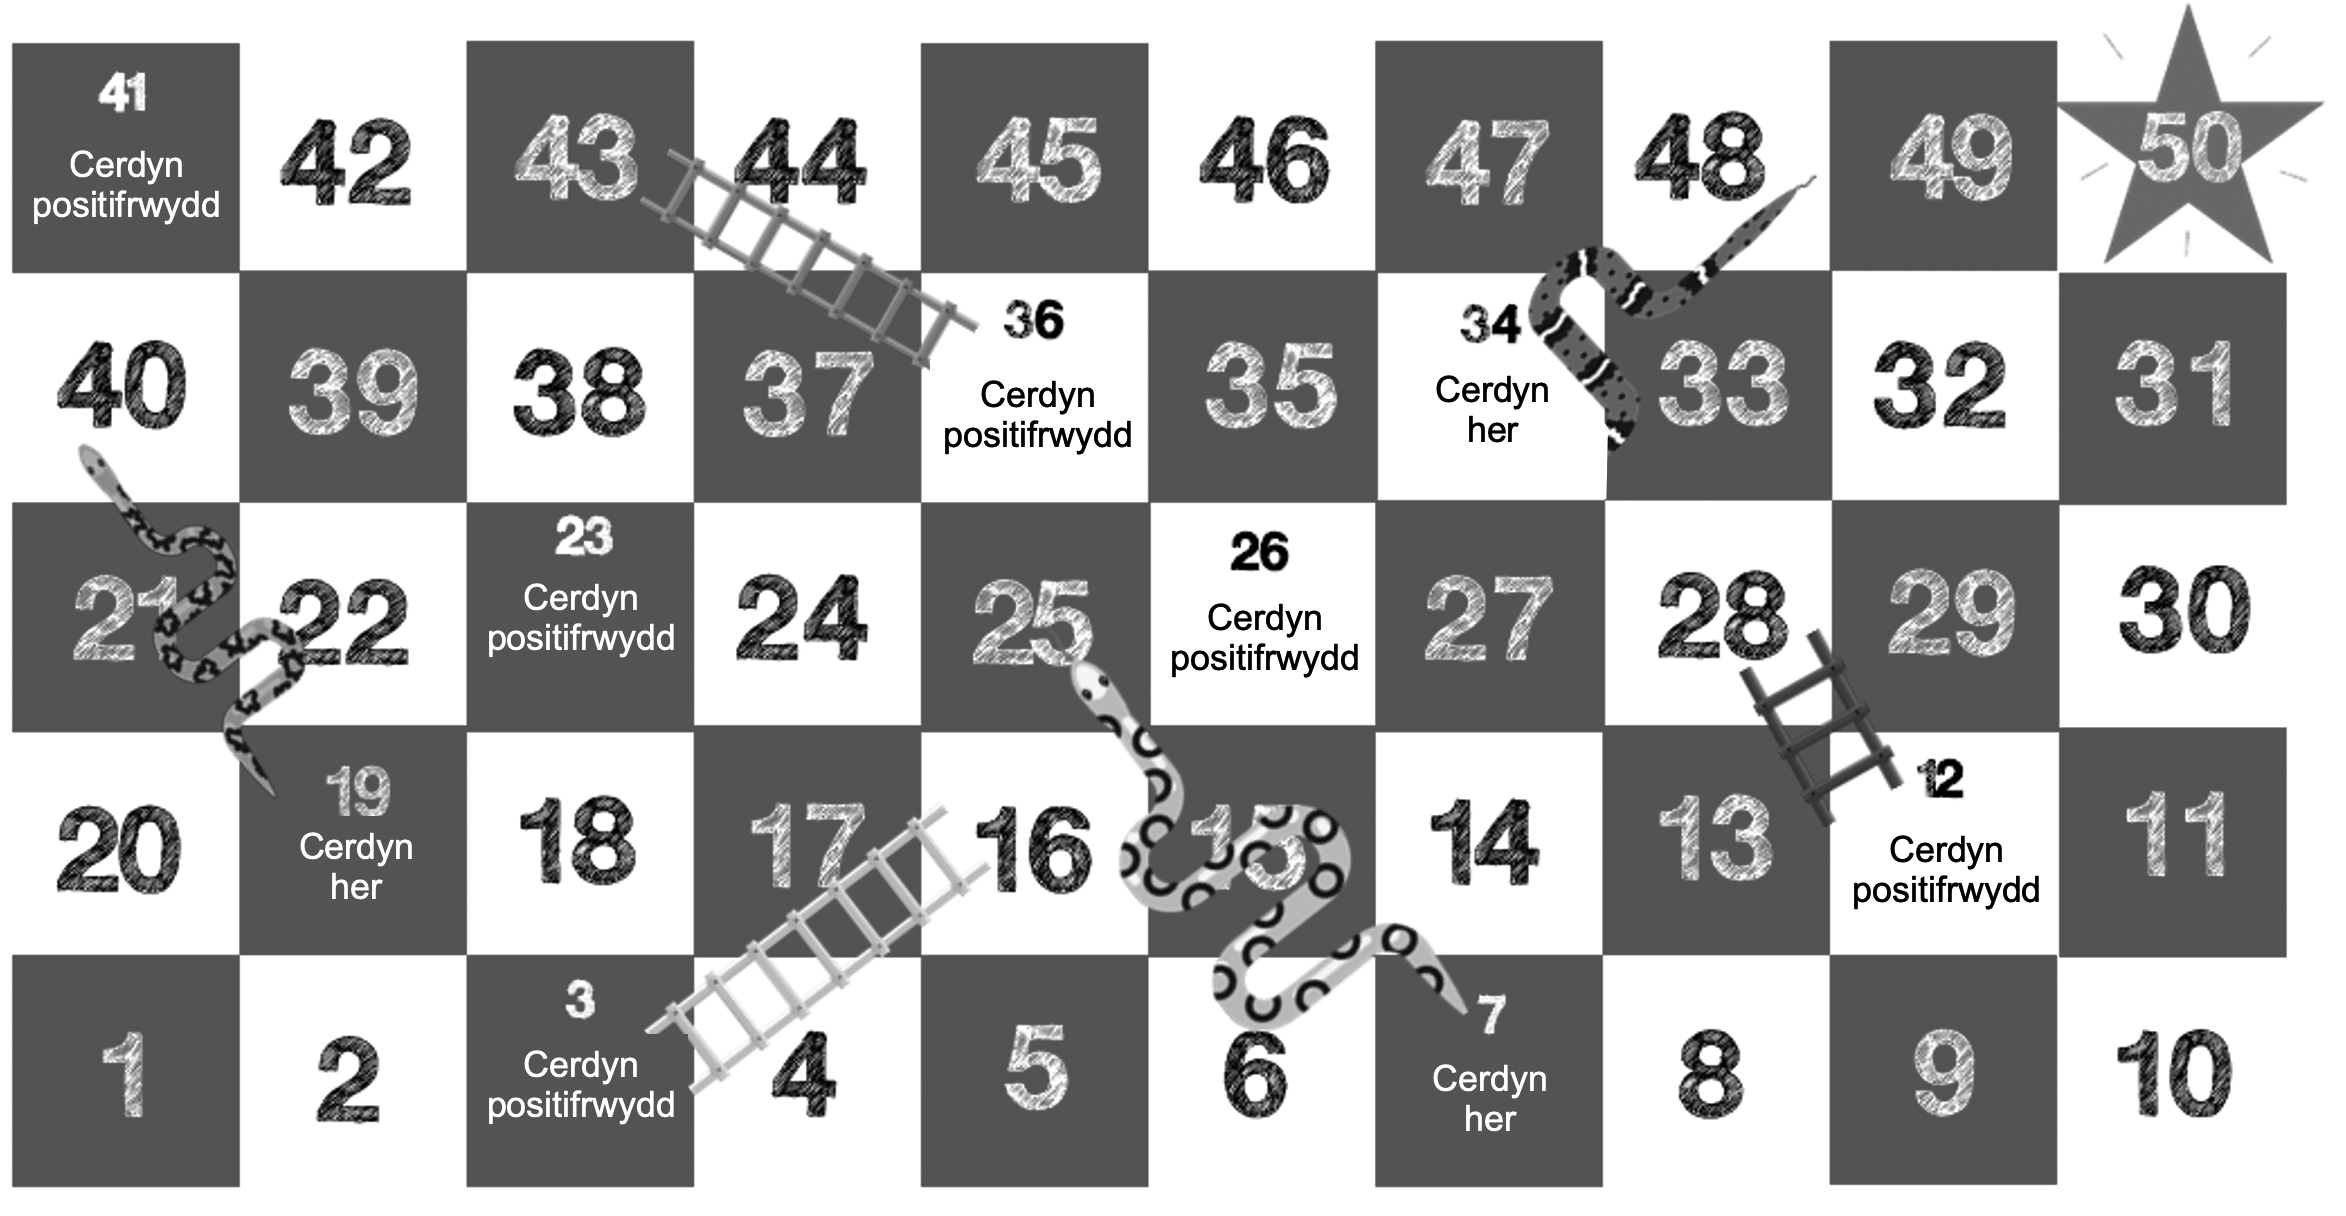 41
Cerdyn
positifrwydd
42
43
44
45
46
47
48
49
50
40
39
38
37
36
Cerdyn
positifrwydd
35
34
Cerdyn
her
33
32
31
21
22
23
Cerdyn
positifrwydd
24
25
26
Cerdyn
positifrwydd
27
28
29
30
20
19
Cerdyn
her
18
17
16
15
14
13
12
Cerdyn
positifrwydd
11
1
2
3
Cerdyn
positifrwydd
4
5
6
7
Cerdyn
her
8
9
10